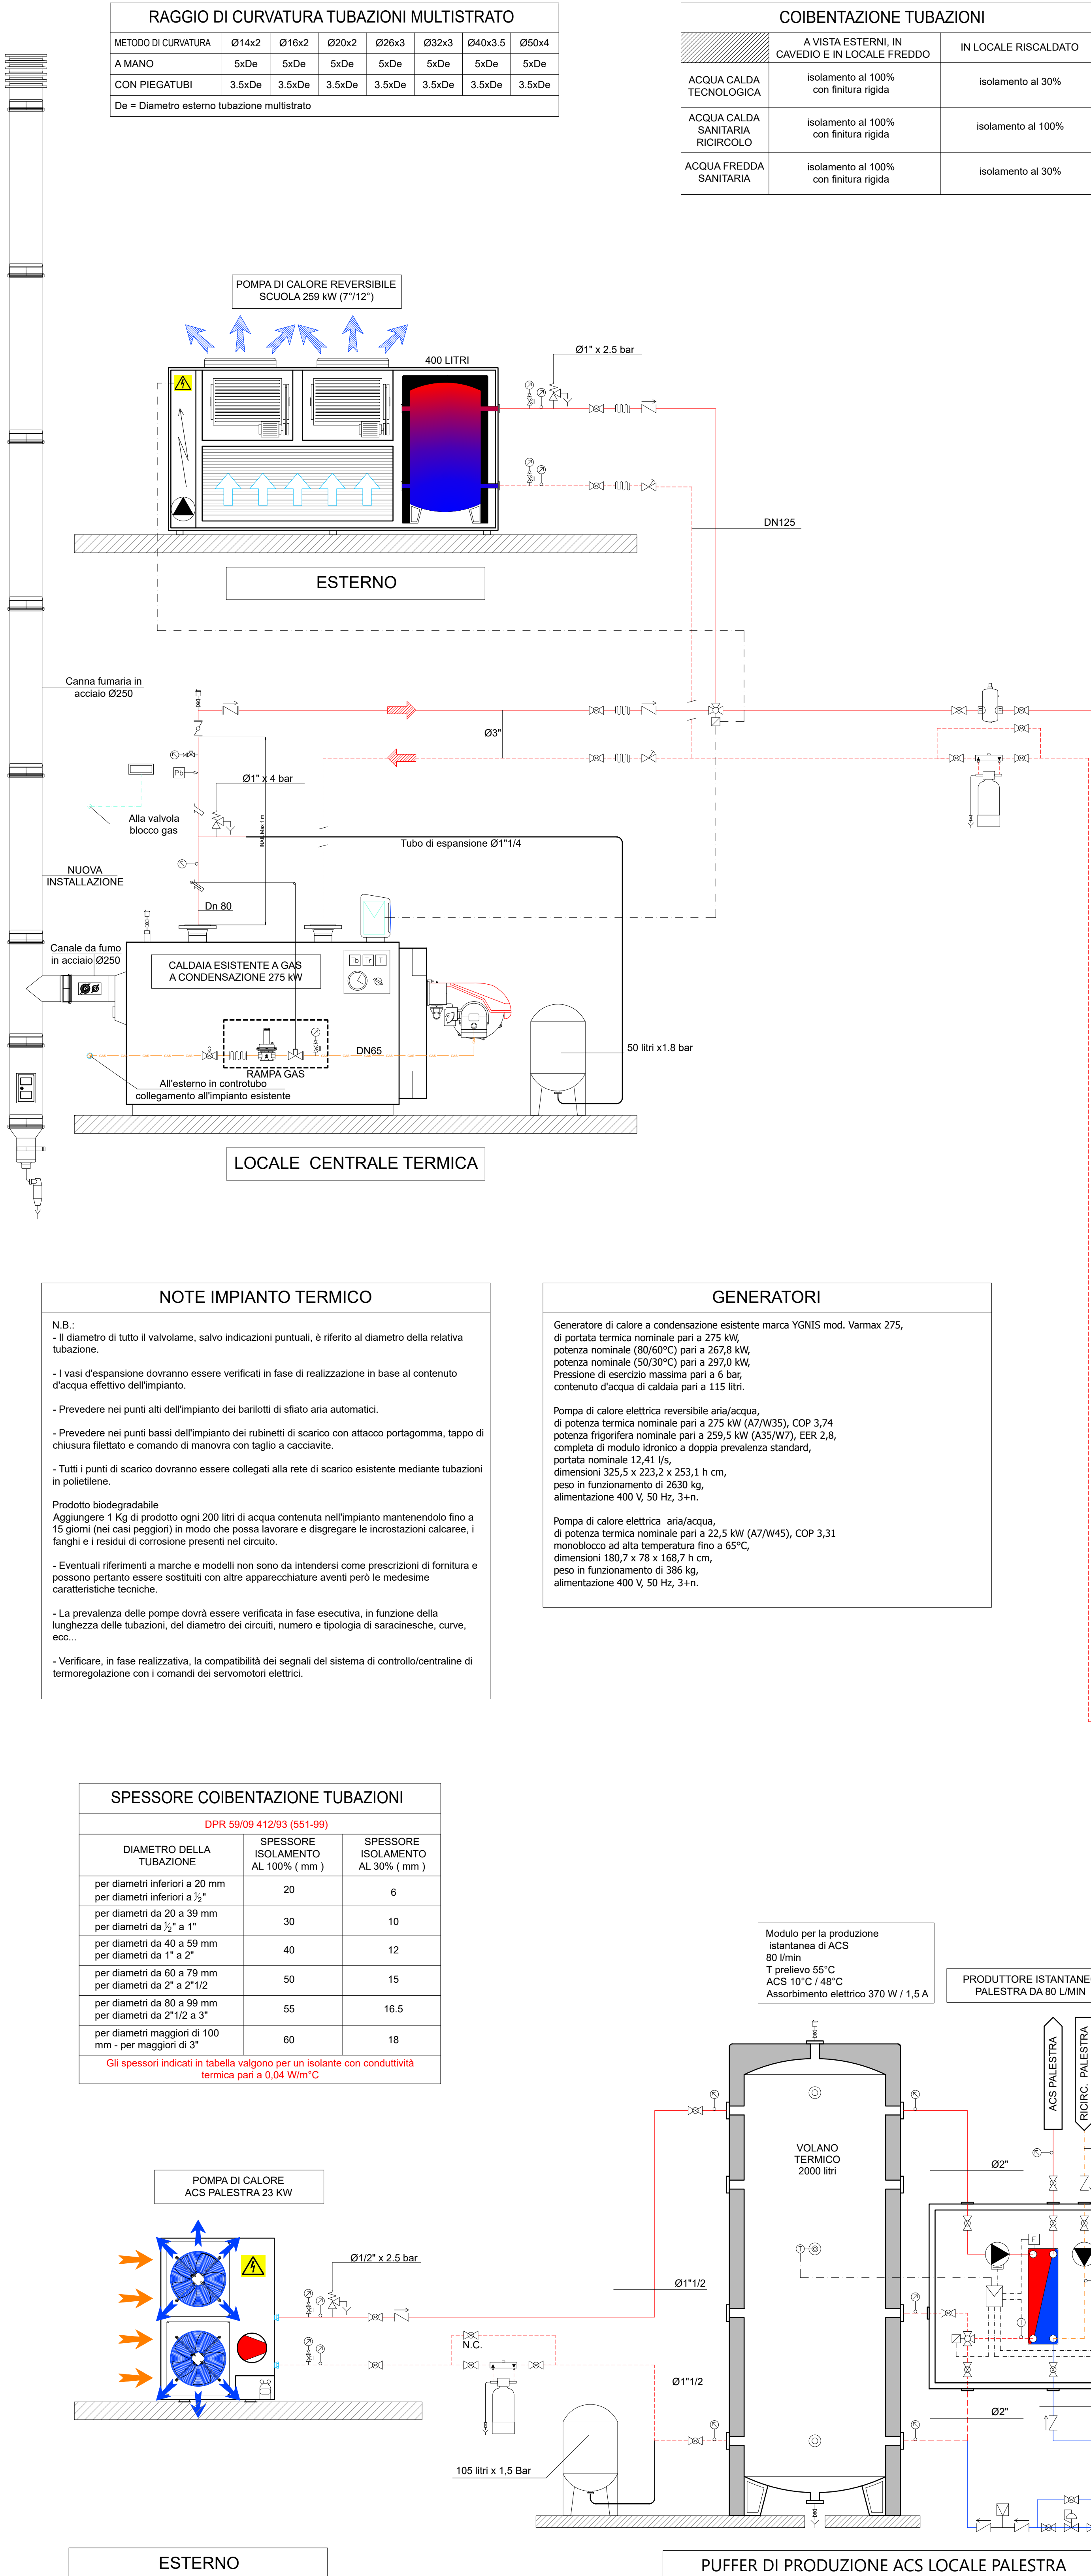 RAGGIO DI CURVATURA TUBAZIONI MULTISTRATO
METODO DI CURVATURA Ø14x2 Ø16x2 Ø20x2 Ø26x3 Ø32x3 Ø40x3.5 Ø50x4
A MANO 5xDe 5xDe 5xDe 5xDe 5xDe 5xDe 5xDe
CON PIEGATUBI 3.5xDe 3.5xDe 3.5xDe 3.5xDe 3.5xDe 3.5xDe 3.5xDe
De = Diametro esterno tubazione multistrato
COIBENTAZIONE TUBAZIONI
A VISTA ESTERNI, IN
CAVEDIO E IN LOCALE FREDDO
IN LOCALE RISCALDATO
ACQUA CALDA
TECNOLOGICA
isolamento al 100%
con finitura rigida
isolamento al 30%
ACQUA CALDA
SANITARIA
RICIRCOLO
isolamento al 100%
con finitura rigida
isolamento al 100%
ACQUA FREDDA
SANITARIA
isolamento al 100%
con finitura rigida
isolamento al 30%
POMPA DI CALORE REVERSIBILE
SCUOLA 259 kW (7°/12°)
400 LITRI
Ø1" x 2.5 bar
DN125
ESTERNO
Canna fumaria in
acciaio Ø250
Ø3"
Pb
Ø1" x 4 bar
INAIL Max 1 m
Alla valvola
blocco gas
Tubo di espansione Ø1"1/4
NUOVA
INSTALLAZIONE
Dn 80
Canale da fumo
in acciaio Ø250
CALDAIA ESISTENTE A GAS
A CONDENSAZIONE 275 kW
Tb Tr T
DN65
RAMPA GAS
50 litri x1.8 bar
All'esterno in controtubo
collegamento all'impianto esistente
LOCALE CENTRALE TERMICA
NOTE IMPIANTO TERMICO
N.B.:
- Il diametro di tutto il valvolame, salvo indicazioni puntuali, è riferito al diametro della relativa
tubazione.
- I vasi d'espansione dovranno essere verificati in fase di realizzazione in base al contenuto
d'acqua effettivo dell'impianto.
- Prevedere nei punti alti dell'impianto dei barilotti di sfiato aria automatici.
- Prevedere nei punti bassi dell'impianto dei rubinetti di scarico con attacco portagomma, tappo di
chiusura filettato e comando di manovra con taglio a cacciavite.
- Tutti i punti di scarico dovranno essere collegati alla rete di scarico esistente mediante tubazioni
in polietilene.
Prodotto biodegradabile
Aggiungere 1 Kg di prodotto ogni 200 litri di acqua contenuta nell'impianto mantenendolo fino a
15 giorni (nei casi peggiori) in modo che possa lavorare e disgregare le incrostazioni calcaree, i
fanghi e i residui di corrosione presenti nel circuito.
- Eventuali riferimenti a marche e modelli non sono da intendersi come prescrizioni di fornitura e
possono pertanto essere sostituiti con altre apparecchiature aventi però le medesime
caratteristiche tecniche.
- La prevalenza delle pompe dovrà essere verificata in fase esecutiva, in funzione della
lunghezza delle tubazioni, del diametro dei circuiti, numero e tipologia di saracinesche, curve,
ecc...
- Verificare, in fase realizzativa, la compatibilità dei segnali del sistema di controllo/centraline di
termoregolazione con i comandi dei servomotori elettrici.
GENERATORI
Generatore di calore a condensazione esistente marca YGNIS mod. Varmax 275,
di portata termica nominale pari a 275 kW,
potenza nominale (80/60°C) pari a 267,8 kW,
potenza nominale (50/30°C) pari a 297,0 kW,
Pressione di esercizio massima pari a 6 bar,
contenuto d'acqua di caldaia pari a 115 litri.
Pompa di calore elettrica reversibile aria/acqua,
di potenza termica nominale pari a 275 kW (A7/W35), COP 3,74
potenza frigorifera nominale pari a 259,5 kW (A35/W7), EER 2,8,
completa di modulo idronico a doppia prevalenza standard,
portata nominale 12,41 l/s,
dimensioni 325,5 x 223,2 x 253,1 h cm,
peso in funzionamento di 2630 kg,
alimentazione 400 V, 50 Hz, 3+n.
Pompa di calore elettrica  aria/acqua,
di potenza termica nominale pari a 22,5 kW (A7/W45), COP 3,31
monoblocco ad alta temperatura fino a 65°C,
dimensioni 180,7 x 78 x 168,7 h cm,
peso in funzionamento di 386 kg,
alimentazione 400 V, 50 Hz, 3+n.
SPESSORE COIBENTAZIONE TUBAZIONI
DPR 59/09 412/93 (551-99)
DIAMETRO DELLA
TUBAZIONE
SPESSORE
ISOLAMENTO
AL 100% ( mm )
SPESSORE
ISOLAMENTO
AL 30% ( mm )
per diametri inferiori a 20 mm
per diametri inferiori a ½"
20 6
per diametri da 20 a 39 mm
per diametri da ½" a 1"
30 10
per diametri da 40 a 59 mm
per diametri da 1" a 2"
40 12
per diametri da 60 a 79 mm
per diametri da 2" a 2"1/2
50 15
per diametri da 80 a 99 mm
per diametri da 2"1/2 a 3"
55 16.5
per diametri maggiori di 100
mm - per maggiori di 3"
60 18
Gli spessori indicati in tabella valgono per un isolante con conduttività
termica pari a 0,04 W/m°C
Modulo per la produzione
istantanea di ACS
80 l/min
T prelievo 55°C
ACS 10°C / 48°C
Assorbimento elettrico 370 W / 1,5 A
PRODUTTORE ISTANTANE
PALESTRA DA 80 L/MIN
ACS PALESTRA
RICIRC. PALESTRA
VOLANO
TERMICO
2000 litri
Ø2"
F
T
T
POMPA DI CALORE
ACS PALESTRA 23 KW
Ø1/2" x 2.5 bar
Ø1"1/2
N.C.
Ø1"1/2
Ø2"
105 litri x 1,5 Bar
ESTERNO
PUFFER DI PRODUZIONE ACS LOCALE PALESTRA